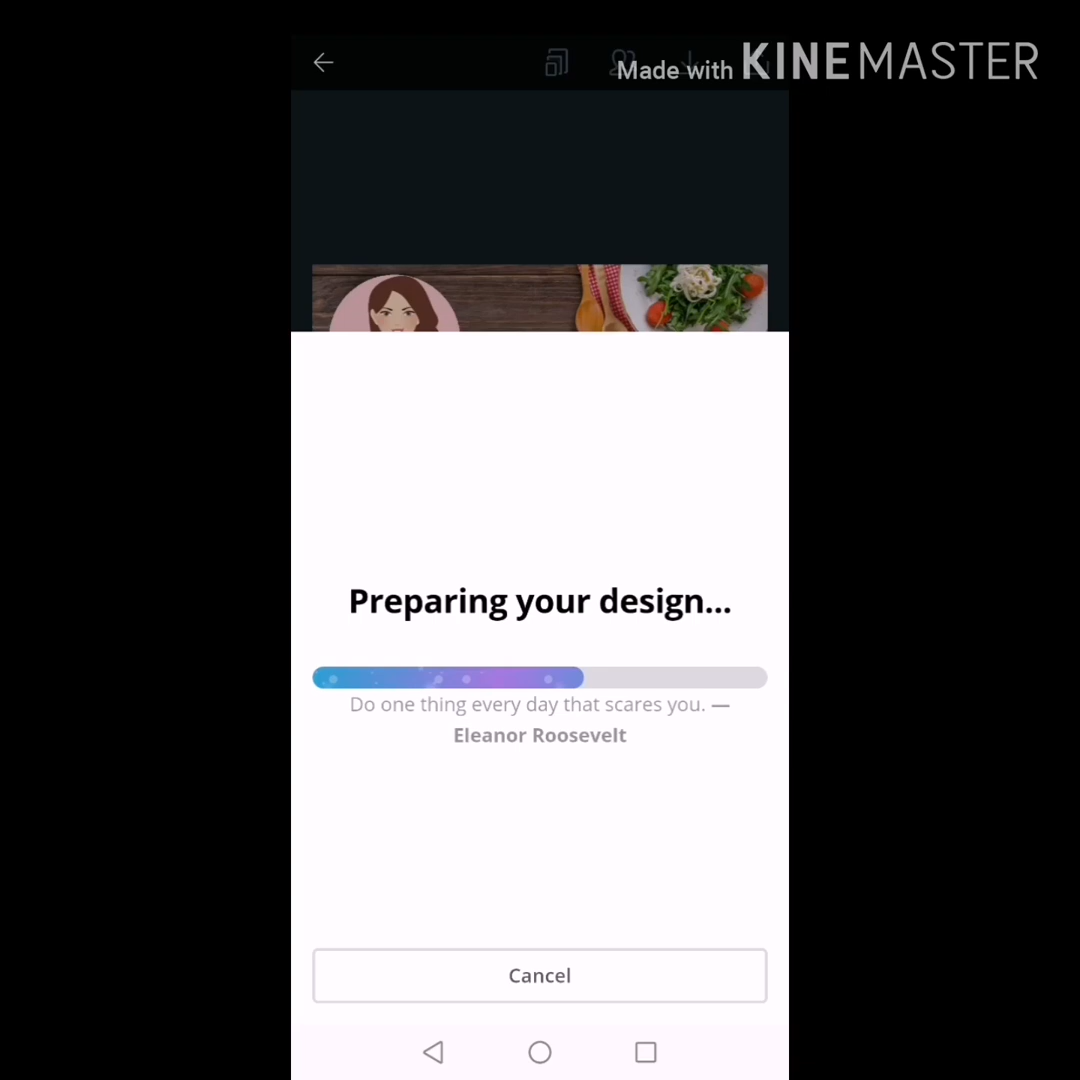 Made with KINEMASTER
Preparing your design...
Do one thing every day that scares you. —
Eleanor Roosevelt
Cancel